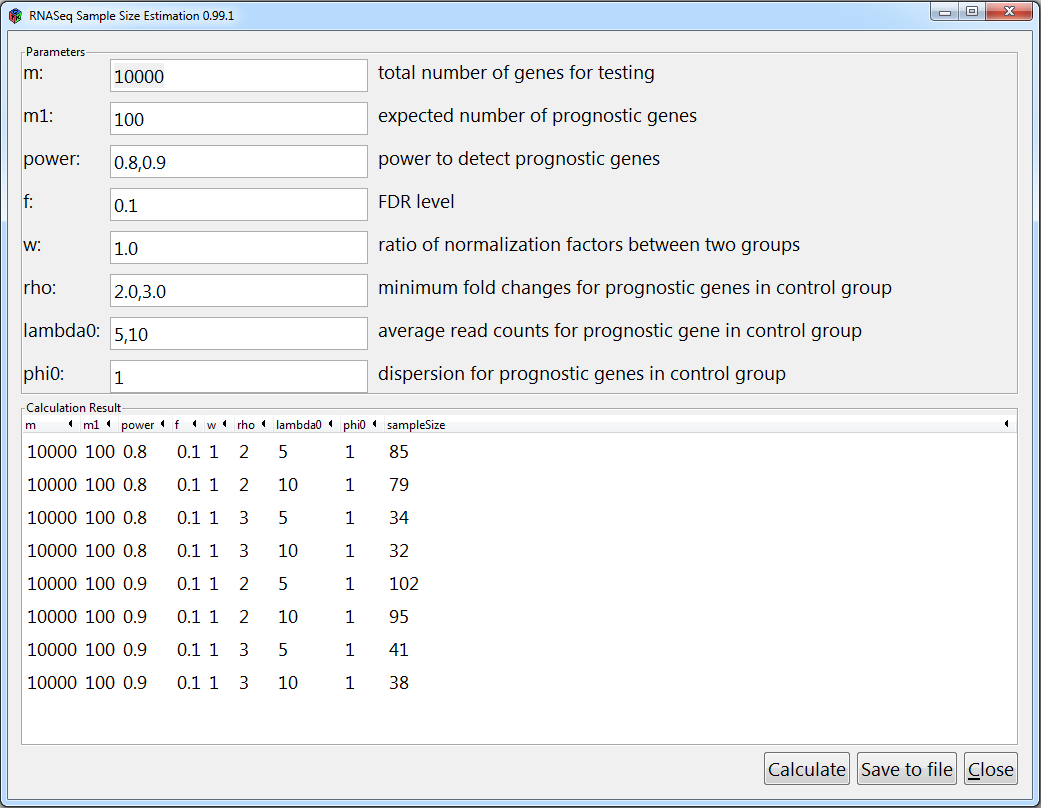 RNASeq Sample Size Estimation 0.99.1
Parameters
m: 10000 total number of genes for testing
m1: 100 expected number of prognostic genes
power: 0.8,0.9 power to detect prognostic genes
f: 0.1 FDR level
w: 1.0 ratio of normalization factors between two groups
rho: 2.0,3.0 minimum fold changes for prognostic genes in control group
lambda0: 5,10 average read counts for prognostic gene in control group
phi0: 1 dispersion for prognostic genes in control group
Calculation Result
m m1 power f w rho lambda0 phi0 sampleSize
10000 100 0.8 0.1 1 2 5 1 85
10000 100 0.8 0.1 1 2 10 1 79
10000 100 0.8 0.1 1 3 5 1 34
10000 100 0.8 0.1 1 3 10 1 32
10000 100 0.9 0.1 1 2 5 1 102
10000 100 0.9 0.1 1 2 10 1 95
10000 100 0.9 0.1 1 3 5 1 41
10000 100 0.9 0.1 1 3 10 1 38
Calculate Save to file Close